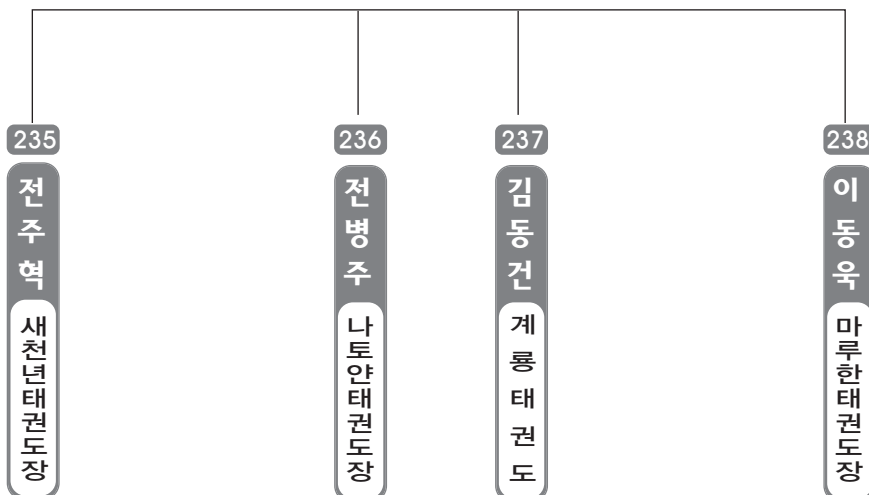 235
전주혁
새천년태권도장
236
전병주
나토얀태권도장
237
김동건
계룡태권도
238
이동욱
마루한태권도장